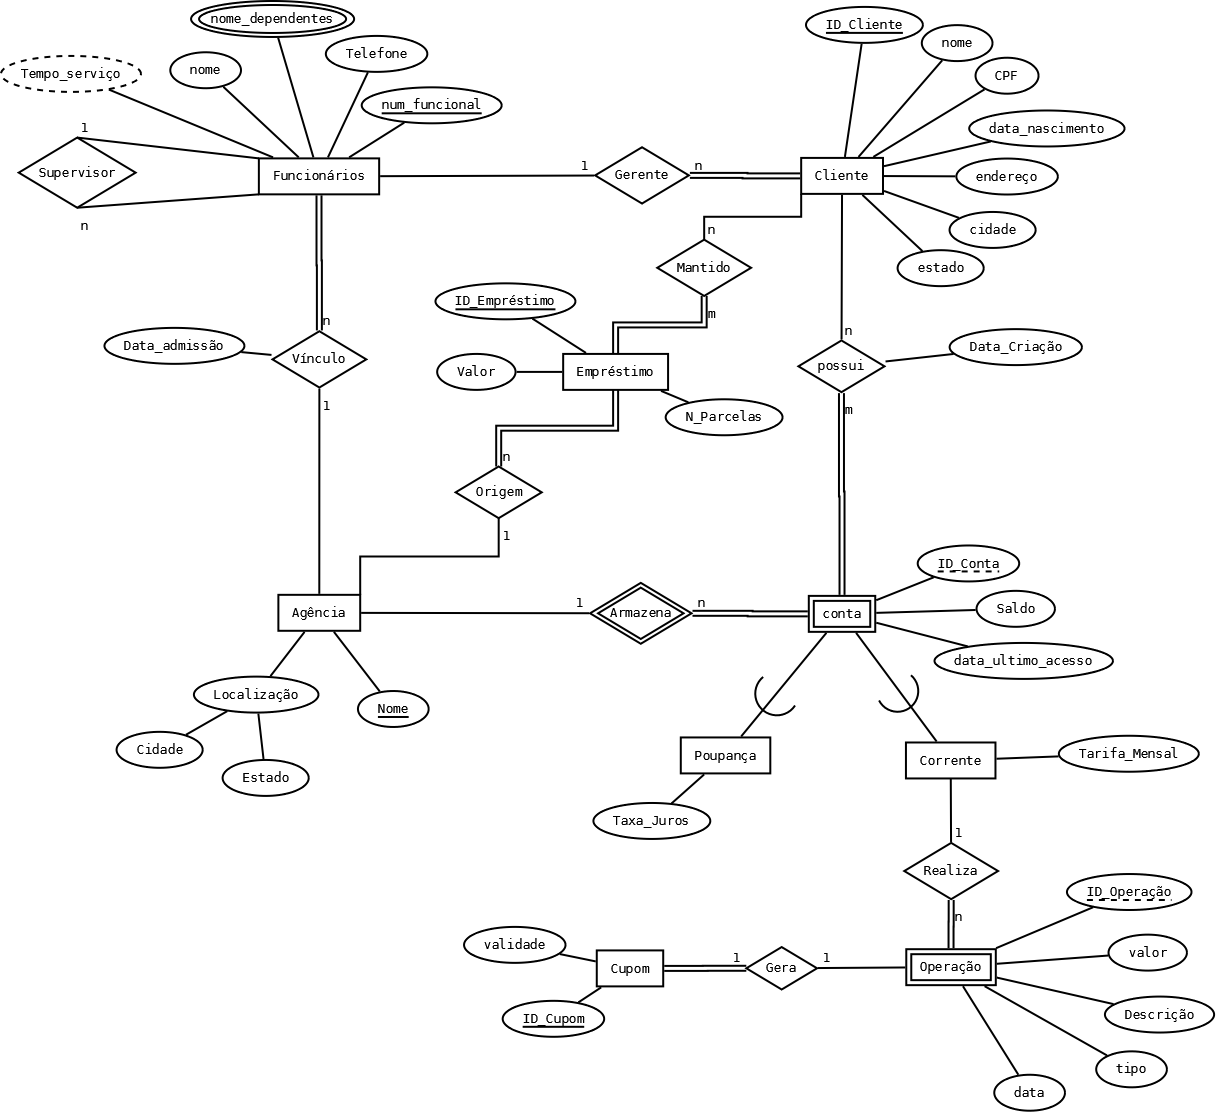 nome_dependentes
ID_Cliente
nome
Telefone
nome
Tempo_serviço
CPF
num_funcional
1
data_nascimento
Supervisor
Funcionários
1
Gerente
n
Cliente
endereço
n
n
cidade
Mantido
estado
ID_Empréstimo
m
n
n
Data_admissão
Vínculo
Data_Criação
possui
Valor
Empréstimo
1
N_Parcelas
m
n
Origem
1
ID_Conta
1
n
Agência
Armazena
conta
Saldo
data_ultimo_acesso
Localização
Nome
Cidade
Estado
Poupança
Corrente
Tarifa_Mensal
Taxa_Juros
1
Realiza
ID_Operação
n
validade
1
1
valor
Cupom
Gera
Operação
ID_Cupom
Descrição
tipo
data